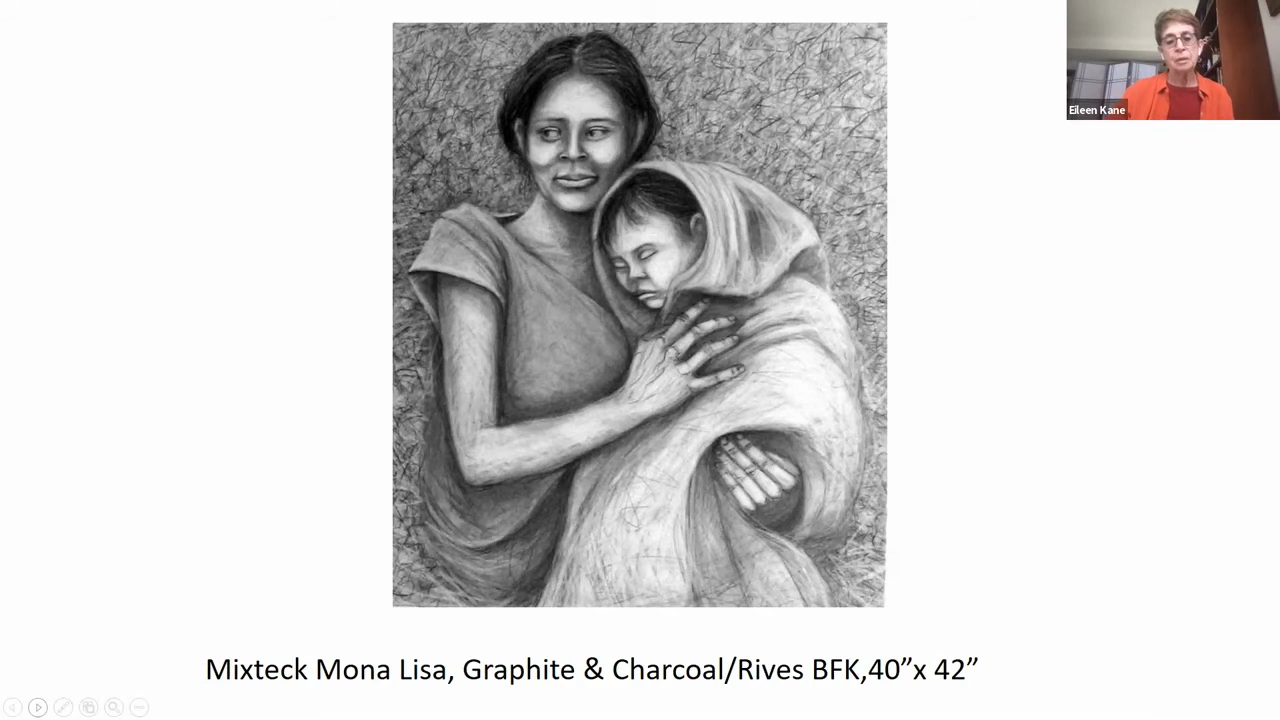 Eileen Kane
Mixteck Mona Lisa, Graphite & Charcoal/Rives BFK,40”x 42”